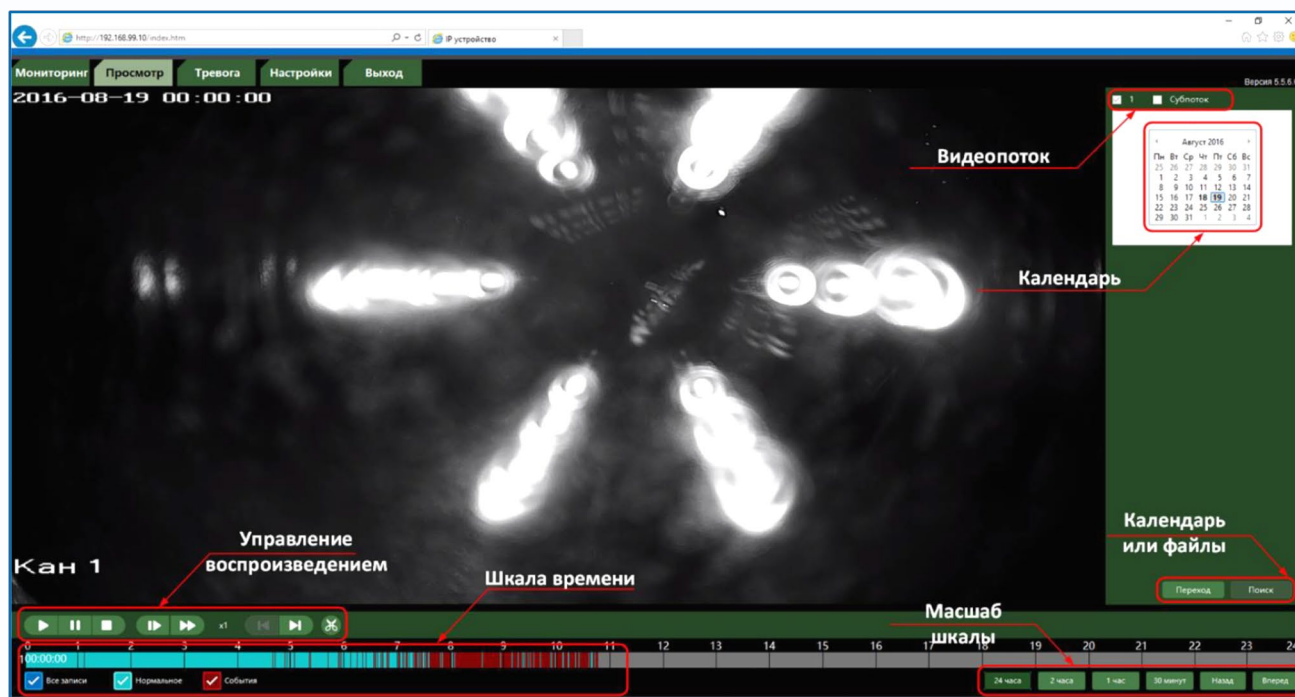 http://192.168.99.10/index.htm
IP устройство
Мониторинг Просмотр Тревога Настройки Выход
Версия 5.5.6
2016-08-19 00:00:00
1 Субпоток
Видеопоток
Август 2016
Пн Вт Ср Чт Пт Сб Вс
25 26 27 28 29 30 31
1 2 3 4 5 6 7
8 9 10 11 12 13 14
15 16 17 18 19 20 21
22 23 24 25 26 27 28
29 30 31 1 2 3 4
Календарь
Календарь
или файлы
Управление
воспроизведением
Кан 1
Шкала времени
Переход Поиск
Масшаб
шкалы
x1
0 1 2 3 4 5 6 7 8 9 10 11 12 13 14 15 16 17 18 19 20 21 22 23 24
1 00:00:00
Все записи Нормальное События
24 часа 2 часа 1 час 30 минут Назад Вперед